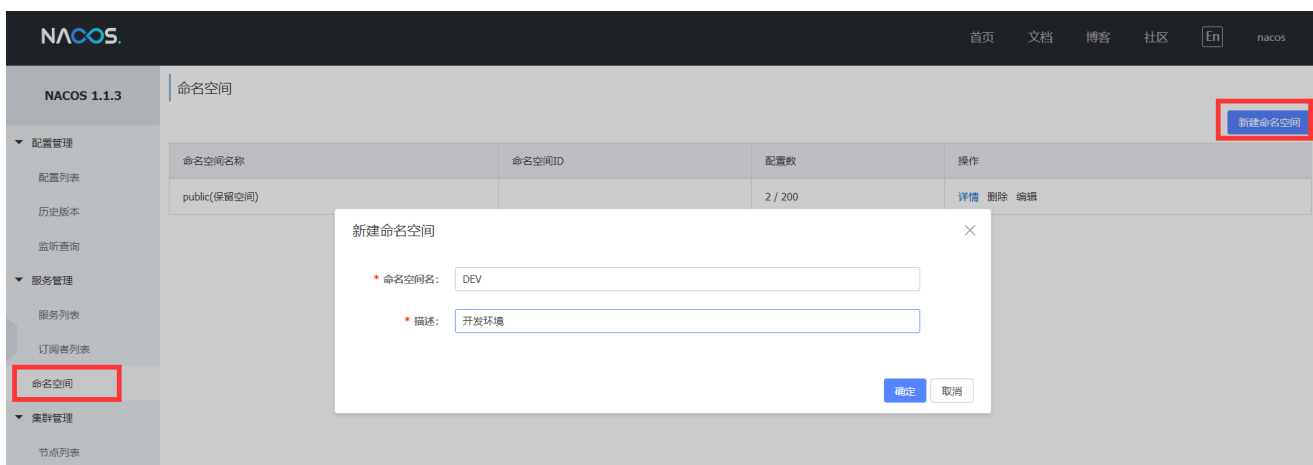 NACOS.
首页 文档 博客 社区 En nacos
NACOS 1.1.3
配置管理
配置列表
历史版本
监听查询
服务管理
服务列表
订阅者列表
命名空间
集群管理
节点列表
命名空间
新建命名空间
命名空间名称 命名空间ID 配置数 操作
public(保留空间) 2 / 200 详情 删除 编辑
新建命名空间
* 命名空间名: DEV
* 描述: 开发环境
确定 取消